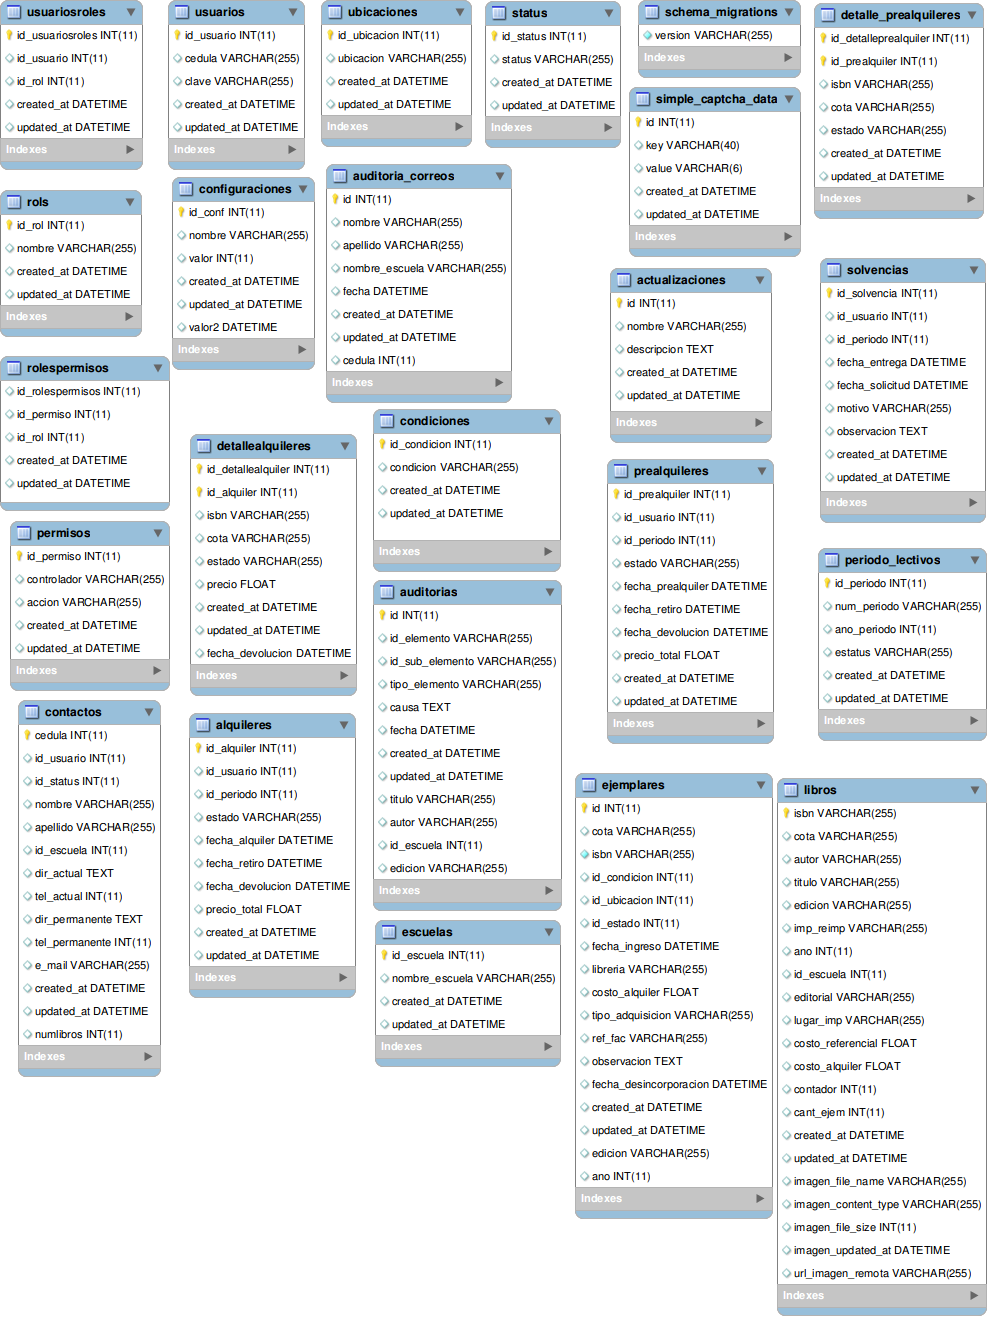 usuariosroles
id_usuariosroles INT(11)
id_usuario INT(11)
id_rol INT(11)
created_at DATETIME
updated_at DATETIME
Indexes
usuarios
id_usuario INT(11)
cedula VARCHAR(255)
clave VARCHAR(255)
created_at DATETIME
updated_at DATETIME
Indexes
ubicaciones
id_ubicacion INT(11)
ubicacion VARCHAR(255)
created_at DATETIME
updated_at DATETIME
Indexes
status
id_status INT(11)
status VARCHAR(255)
created_at DATETIME
updated_at DATETIME
Indexes
schema_migrations
version VARCHAR(255)
Indexes
detalle_prealquileres
id_detalleprealquiler INT(11)
id_prealquiler INT(11)
isbn VARCHAR(255)
cota VARCHAR(255)
estado VARCHAR(255)
created_at DATETIME
updated_at DATETIME
Indexes
simple_captcha_data
id INT(11)
key VARCHAR(40)
value VARCHAR(6)
created_at DATETIME
updated_at DATETIME
Indexes
rols
id_rol INT(11)
nombre VARCHAR(255)
created_at DATETIME
updated_at DATETIME
Indexes
configuraciones
id_conf INT(11)
nombre VARCHAR(255)
valor INT(11)
created_at DATETIME
updated_at DATETIME
valor2 DATETIME
Indexes
auditoria_correos
id INT(11)
nombre VARCHAR(255)
apellido VARCHAR(255)
nombre_escuela VARCHAR(255)
fecha DATETIME
created_at DATETIME
updated_at DATETIME
cedula INT(11)
Indexes
actualizaciones
id INT(11)
nombre VARCHAR(255)
descripcion TEXT
created_at DATETIME
updated_at DATETIME
Indexes
solvencias
id_solvencia INT(11)
id_usuario INT(11)
id_periodo INT(11)
fecha_entrega DATETIME
fecha_solicitud DATETIME
motivo VARCHAR(255)
observacion TEXT
created_at DATETIME
updated_at DATETIME
Indexes
rolespermisos
id_rolespermisos INT(11)
id_permiso INT(11)
id_rol INT(11)
created_at DATETIME
updated_at DATETIME
detallealquileres
id_detallealquiler INT(11)
id_alquiler INT(11)
isbn VARCHAR(255)
cota VARCHAR(255)
estado VARCHAR(255)
precio FLOAT
created_at DATETIME
updated_at DATETIME
fecha_devolucion DATETIME
Indexes
condiciones
id_condicion INT(11)
condicion VARCHAR(255)
created_at DATETIME
updated_at DATETIME
Indexes
prealquileres
id_prealquiler INT(11)
id_usuario INT(11)
id_periodo INT(11)
estado VARCHAR(255)
fecha_prealquiler DATETIME
fecha_retiro DATETIME
fecha_devolucion DATETIME
precio_total FLOAT
created_at DATETIME
updated_at DATETIME
Indexes
permisos
id_permiso INT(11)
controlador VARCHAR(255)
accion VARCHAR(255)
created_at DATETIME
updated_at DATETIME
Indexes
auditorias
id INT(11)
id_elemento VARCHAR(255)
id_sub_elemento VARCHAR(255)
tipo_elemento VARCHAR(255)
causa TEXT
fecha DATETIME
created_at DATETIME
updated_at DATETIME
titulo VARCHAR(255)
autor VARCHAR(255)
id_escuela INT(11)
edicion VARCHAR(255)
Indexes
periodo_lectivos
id_periodo INT(11)
num_periodo VARCHAR(255)
ano_periodo INT(11)
estatus VARCHAR(255)
created_at DATETIME
updated_at DATETIME
Indexes
contactos
cedula INT(11)
id_usuario INT(11)
id_status INT(11)
nombre VARCHAR(255)
apellido VARCHAR(255)
id_escuela INT(11)
dir_actual TEXT
tel_actual INT(11)
dir_permanente TEXT
tel_permanente INT(11)
e_mail VARCHAR(255)
created_at DATETIME
updated_at DATETIME
numlibros INT(11)
Indexes
alquileres
id_alquiler INT(11)
id_usuario INT(11)
id_periodo INT(11)
estado VARCHAR(255)
fecha_alquiler DATETIME
fecha_retiro DATETIME
fecha_devolucion DATETIME
precio_total FLOAT
created_at DATETIME
updated_at DATETIME
Indexes
escuelas
id_escuela INT(11)
nombre_escuela VARCHAR(255)
created_at DATETIME
updated_at DATETIME
Indexes
ejemplares
id INT(11)
cota VARCHAR(255)
isbn VARCHAR(255)
id_condicion INT(11)
id_ubicacion INT(11)
id_estado INT(11)
fecha_ingreso DATETIME
libreria VARCHAR(255)
costo_alquiler FLOAT
tipo_adquisicion VARCHAR(255)
ref_fac VARCHAR(255)
observacion TEXT
fecha_desincorporacion DATETIME
created_at DATETIME
updated_at DATETIME
edicion VARCHAR(255)
ano INT(11)
Indexes
libros
isbn VARCHAR(255)
cota VARCHAR(255)
autor VARCHAR(255)
titulo VARCHAR(255)
edicion VARCHAR(255)
imp_reimp VARCHAR(255)
ano INT(11)
id_escuela INT(11)
editorial VARCHAR(255)
lugar_imp VARCHAR(255)
costo_referencial FLOAT
costo_alquiler FLOAT
contador INT(11)
cant_ejem INT(11)
created_at DATETIME
updated_at DATETIME
imagen_file_name VARCHAR(255)
imagen_content_type VARCHAR(255)
imagen_file_size INT(11)
imagen_updated_at DATETIME
url_imagen_remota VARCHAR(255)
Indexes